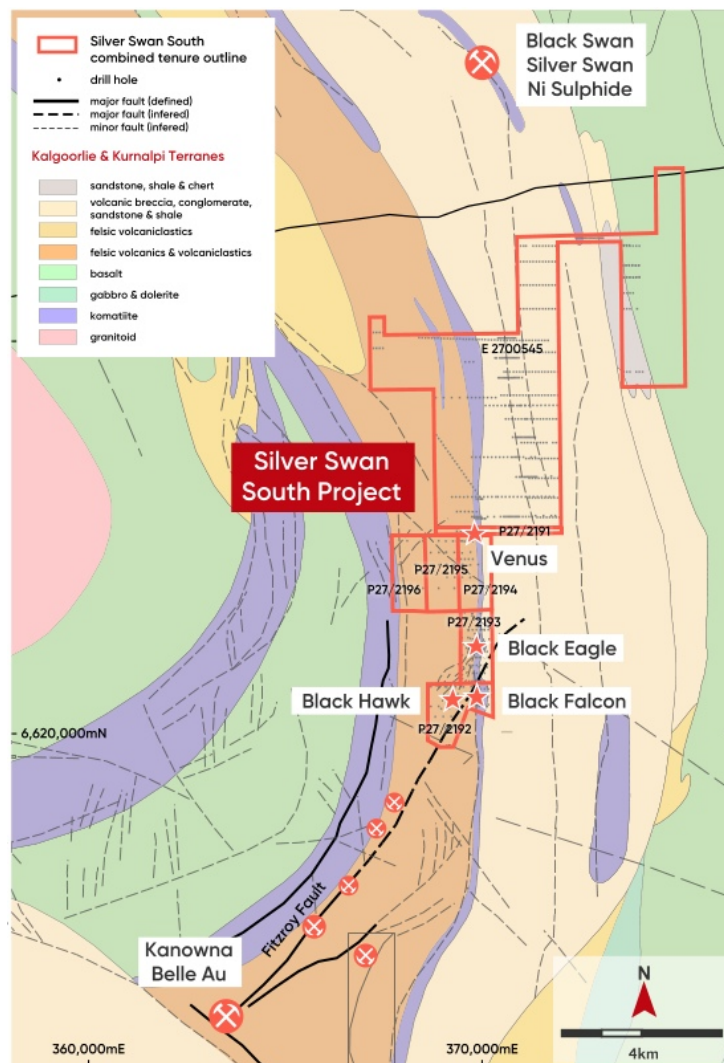 Silver Swan South
combined tenure outline
drill hole
major fault (defined)
major fault (infered)
minor fault (infered)
Kalgoorlie & Kurnalpi Terranes
sandstone, shale & chert
volcanic breccia, conglomerate,
sandstone & shale
felsic volcaniclastics
felsic volcanics & volcaniclastics
basalt
gabbro & dolerite
komatiite
granitoid
Black Swan
Silver Swan
Ni Sulphide
E 2700545
Silver Swan
South Project
P27/2191
Venus
P27/2195
P27/2196
P27/2194
P27/2193
Black Eagle
Black Hawk
Black Falcon
P27/2192
6,620,000mN
Fitzroy Fault
Kanowna
Belle Au
N
4km
360,000mE
370,000mE